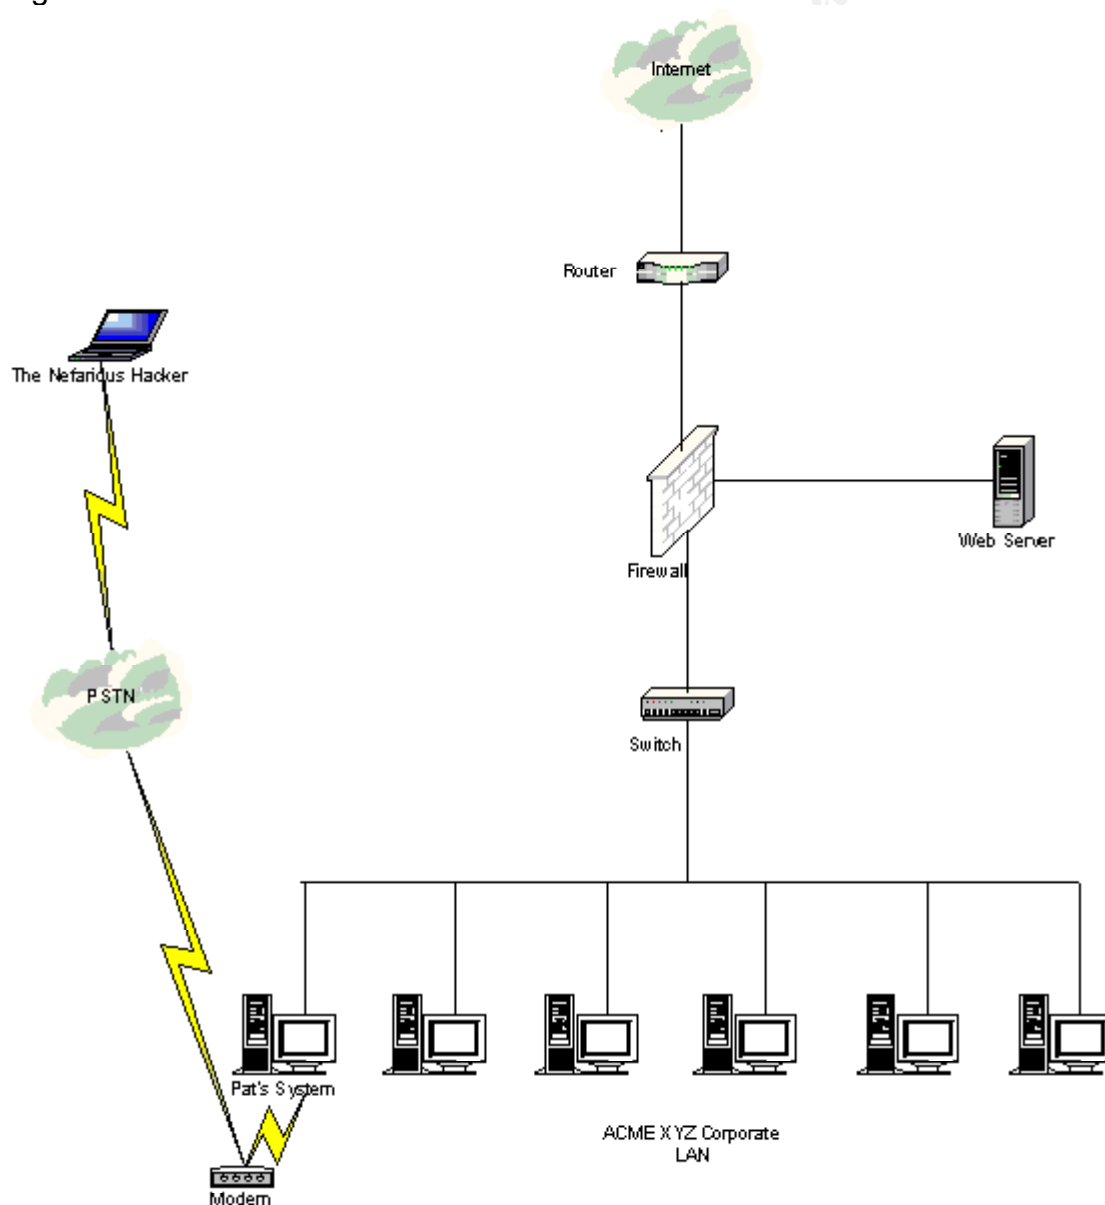 Internet
Router
The Nefarious Hacker
Web Server
Firewall
PSTN
Switch
Pat's System
ACME XYZ Corporate
LAN
Modem